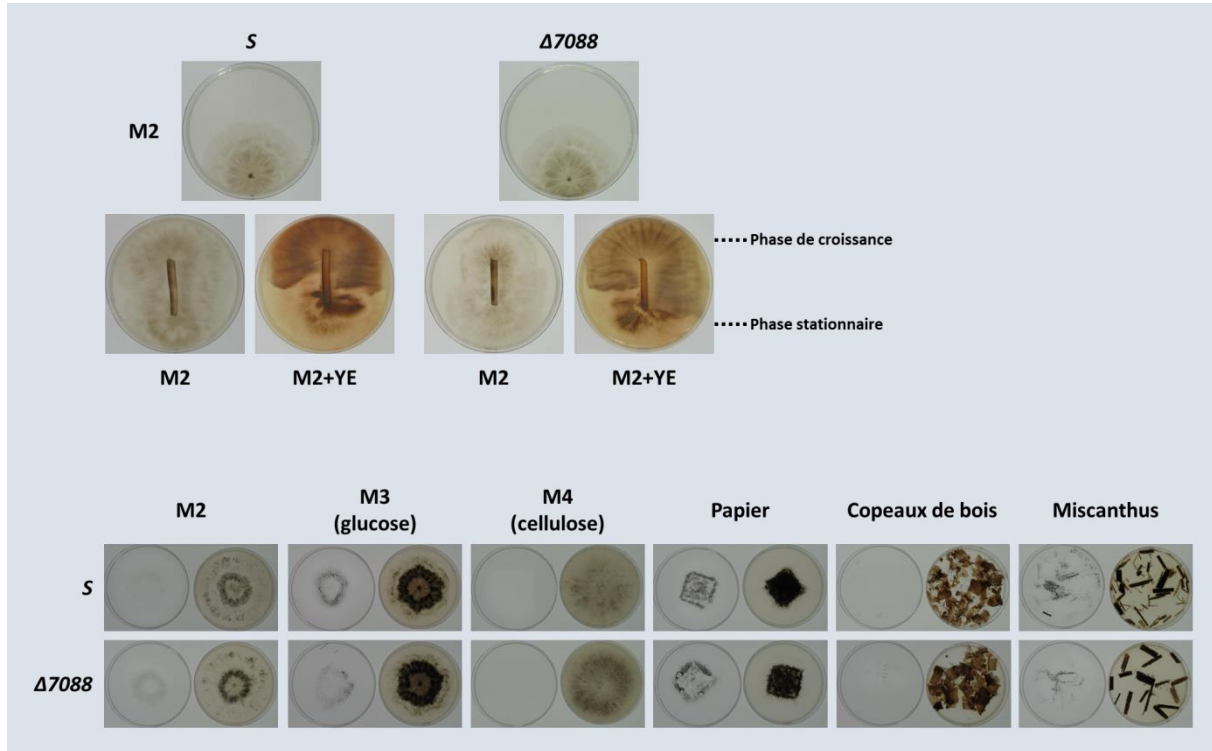 S Δ7088
M2
Phase de croissance
Phase stationnaire
M2 M2+YE M2 M2+YE
M2 M3 (glucose) M4 (cellulose) Papier Copeaux de bois Miscanthus
S
Δ7088